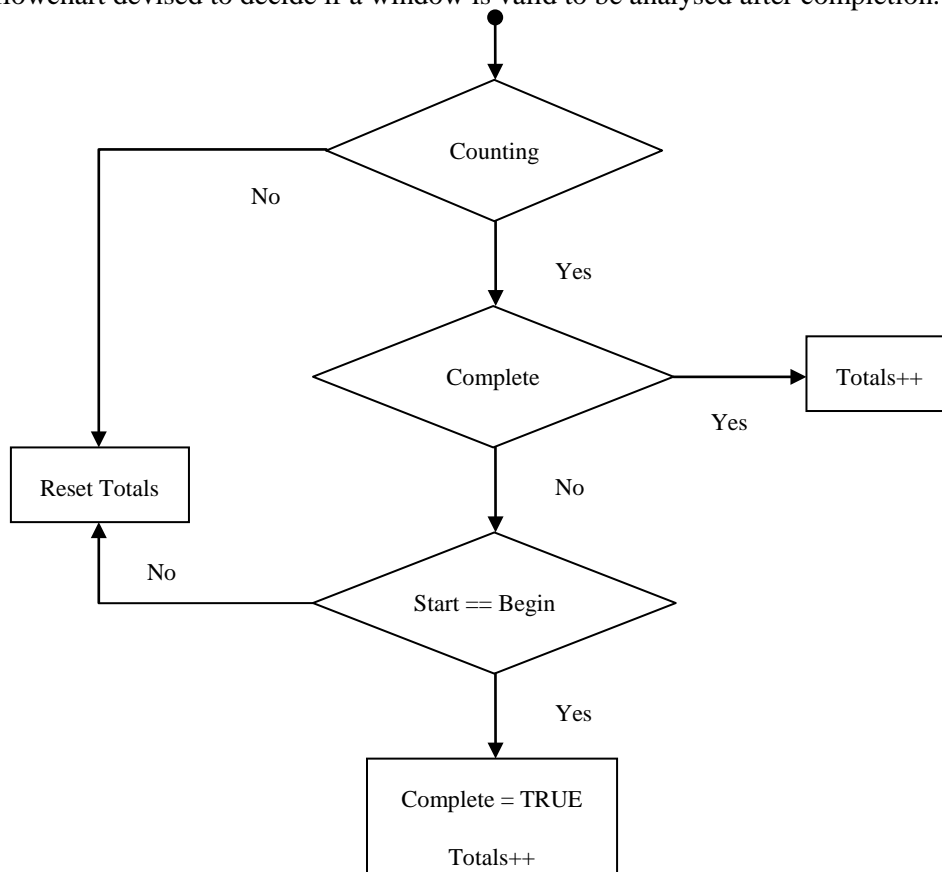 flowchart devised to decide if a window is valid to be analysed after completion.
Counting
No
Yes
Complete
Totals++
Yes
Reset Totals
No
No
Start == Begin
Yes
Complete = TRUE
Totals++